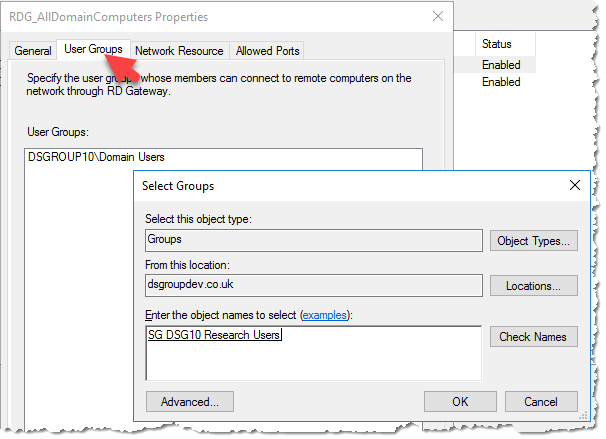 RDG_AllDomainComputers Properties
General
User Groups
Network Resource
Allowed Ports
Status
Enabled
Enabled
Specify the user group whose members can connect to remote computers on the
network through RD Gateway.
User Groups:
DSGROUP10\Domain Users
Select Groups
Select this object type:
Groups
Object Types...
From this location:
dsgroupdev.co.uk
Locations...
Enter the object names to select (examples):
SG DSG10 Research Users
Check Names
Advanced...
OK
Cancel